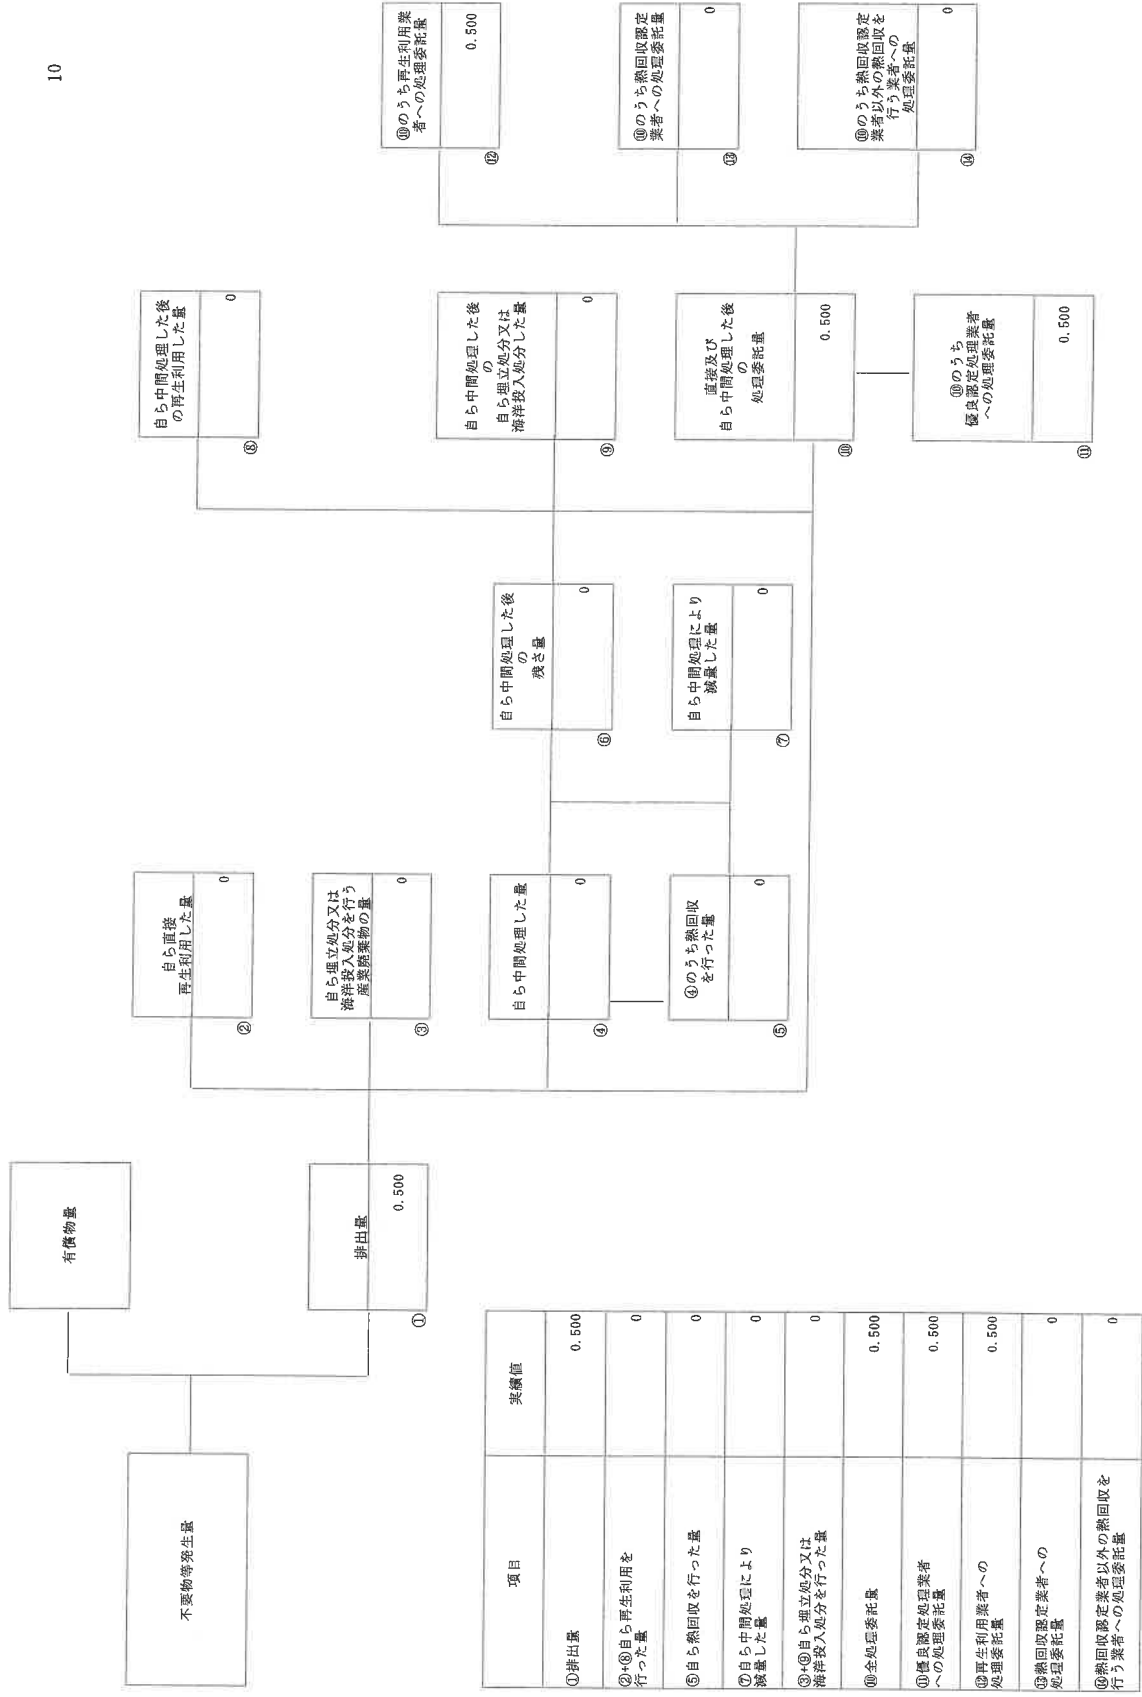 10
不要物等発生量
有償物量
排出量
0.500
①
自ら直接
再生利用した量
0
②
自ら埋立処分又は
海洋投入処分を行う
産業廃棄物の量
0
③
自ら中間処理した量
0
④
④のうち熱回収
を行った量
0
⑤
自ら中間処理した後
の
残さ量
0
⑥
自ら中間処理により
減量した量
0
⑦
自ら中間処理した後
の再生利用した量
0
⑧
自ら中間処理した後
の
自ら埋立処分又は
海洋投入処分した量
0
⑨
直接及び
自ら中間処理した後
の
処理委託量
0.500
⑩
⑩のうち
優良認定処理業者
への処理委託量
0.500
⑪
⑩のうち再生利用業
者への処理委託量
0.500
⑫
⑩のうち熱回収認定
業者への処理委託量
0
⑬
⑩のうち熱回収認定
業者以外の熱回収を
行う業者への
処理委託量
0
⑭
項目 実績値
①排出量 0.500
②+⑧自ら再生利用を
行った量 0
⑤自ら熱回収を行った量 0
⑦自ら中間処理により
減量した量 0
③+⑨自ら埋立処分又は
海洋投入処分を行った量 0
⑩全処理委託量 0.500
⑪優良認定処理業者
への処理委託量 0.500
⑫再生利用業者への
処理委託量 0.500
⑬熱回収認定業者への
処理委託量 0
⑭熱回収認定業者以外の熱回収を
行う業者への処理委託量 0